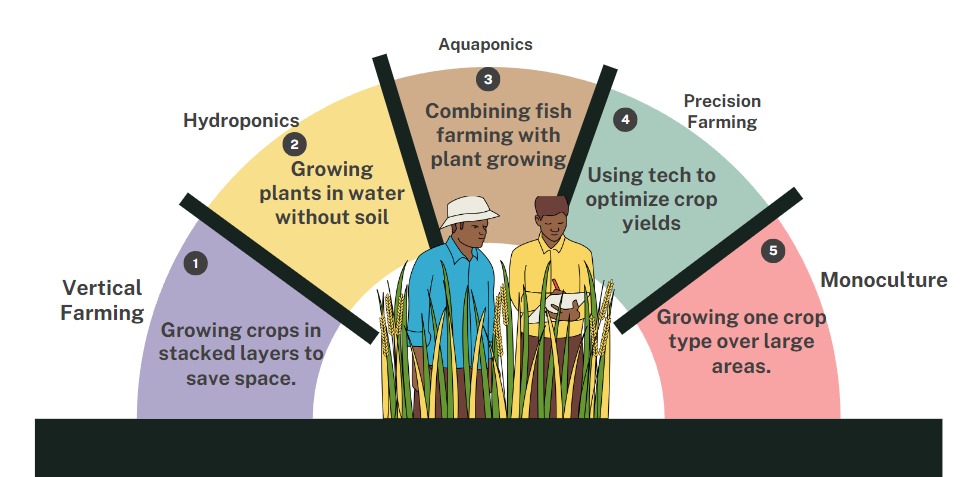 Aquaponics
3
Combining fish
farming with
plant growing
Hydroponics
2
Growing
plants in water
without soil
Precision
Farming
4
Using tech to
optimize crop
yields
Vertical
Farming
1
Growing crops in
stacked layers to
save space.
Monoculture
5
Growing one crop
type over large
areas.